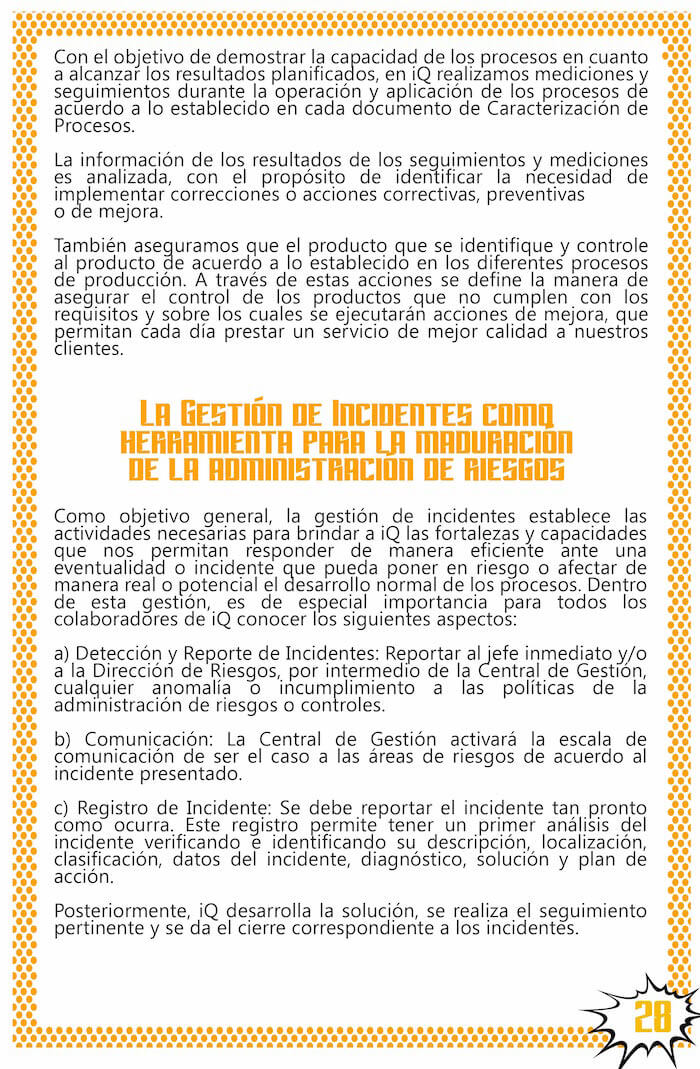 Con el objetivo de demostrar la capacidad de los procesos en cuanto
a alcanzar los resultados planificados, en iQ realizamos mediciones y
seguimientos durante la operación y aplicación de los procesos de
acuerdo a lo establecido en cada documento de Caracterización de
Procesos.
La información de los resultados de los seguimientos y mediciones
es analizada, con el propósito de identificar la necesidad de
implementar correcciones o acciones correctivas, preventivas
o de mejora.
También aseguramos que el producto que se identifique y controle
al producto de acuerdo a lo establecido en los diferentes procesos
de producción. A través de estas acciones se define la manera de
asegurar el control de los productos que no cumplen con los
requisitos y sobre los cuales se ejecutarán acciones de mejora, que
permitan cada día prestar un servicio de mejor calidad a nuestros
clientes.
La Gestión de Incidentes como
herramienta para la maduración
de la administración de riesgos
Como objetivo general, la gestión de incidentes establece las
actividades necesarias para brindar a iQ las fortalezas y capacidades
que nos permitan responder de manera eficiente ante una
eventualidad o incidente que pueda poner en riesgo o afectar de
manera real o potencial el desarrollo normal de los procesos. Dentro
de esta gestión, es de especial importancia para todos los
colaboradores de iQ conocer los siguientes aspectos:
a) Detección y Reporte de Incidentes: Reportar al jefe inmediato y/o
a la Dirección de Riesgos, por intermedio de la Central de Gestión,
cualquier anomalía o incumplimiento a las políticas de la
administración de riesgos o controles.
b) Comunicación: La Central de Gestión activará la escala de
comunicación de ser el caso a las áreas de riesgos de acuerdo al
incidente presentado.
c) Registro de Incidente: Se debe reportar el incidente tan pronto
como ocurra. Este registro permite tener un primer análisis del
incidente verificando e identificando su descripción, localización,
clasificación, datos del incidente, diagnóstico, solución y plan de
acción.
Posteriormente, iQ desarrolla la solución, se realiza el seguimiento
pertinente y se da el cierre correspondiente a los incidentes.
28